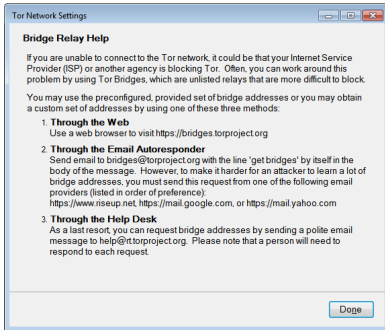 Tor Network Settings
Bridge Relay Help
If you are unable to connect to the Tor network, it could be that your Internet Service
Provider (ISP) or another agency is blocking Tor. Often, you can work around this
problem by using Tor Bridges, which are unlisted relays that are more difficult to block.
You may use the preconfigured, provided set of bridge addresses or you may obtain
a custom set of addresses by using one of these three methods:
1. Through the Web
Use a web browser to visit https://bridges.torproject.org
2. Through the Email Autoresponder
Send email to bridges@torproject.org with the line 'get bridges' by itself in the
body of the message. However, to make it harder for an attacker to learn a lot of
bridge addresses, you must send this request from one of the following email
providers (listed in order of preference):
https://www.riseup.net, https://mail.google.com, or https://mail.yahoo.com
3. Through the Help Desk
As a last resort, you can request bridge addresses by sending a polite email
message to help@rt.torproject.org. Please note that a person will need to
respond to each request.
Done